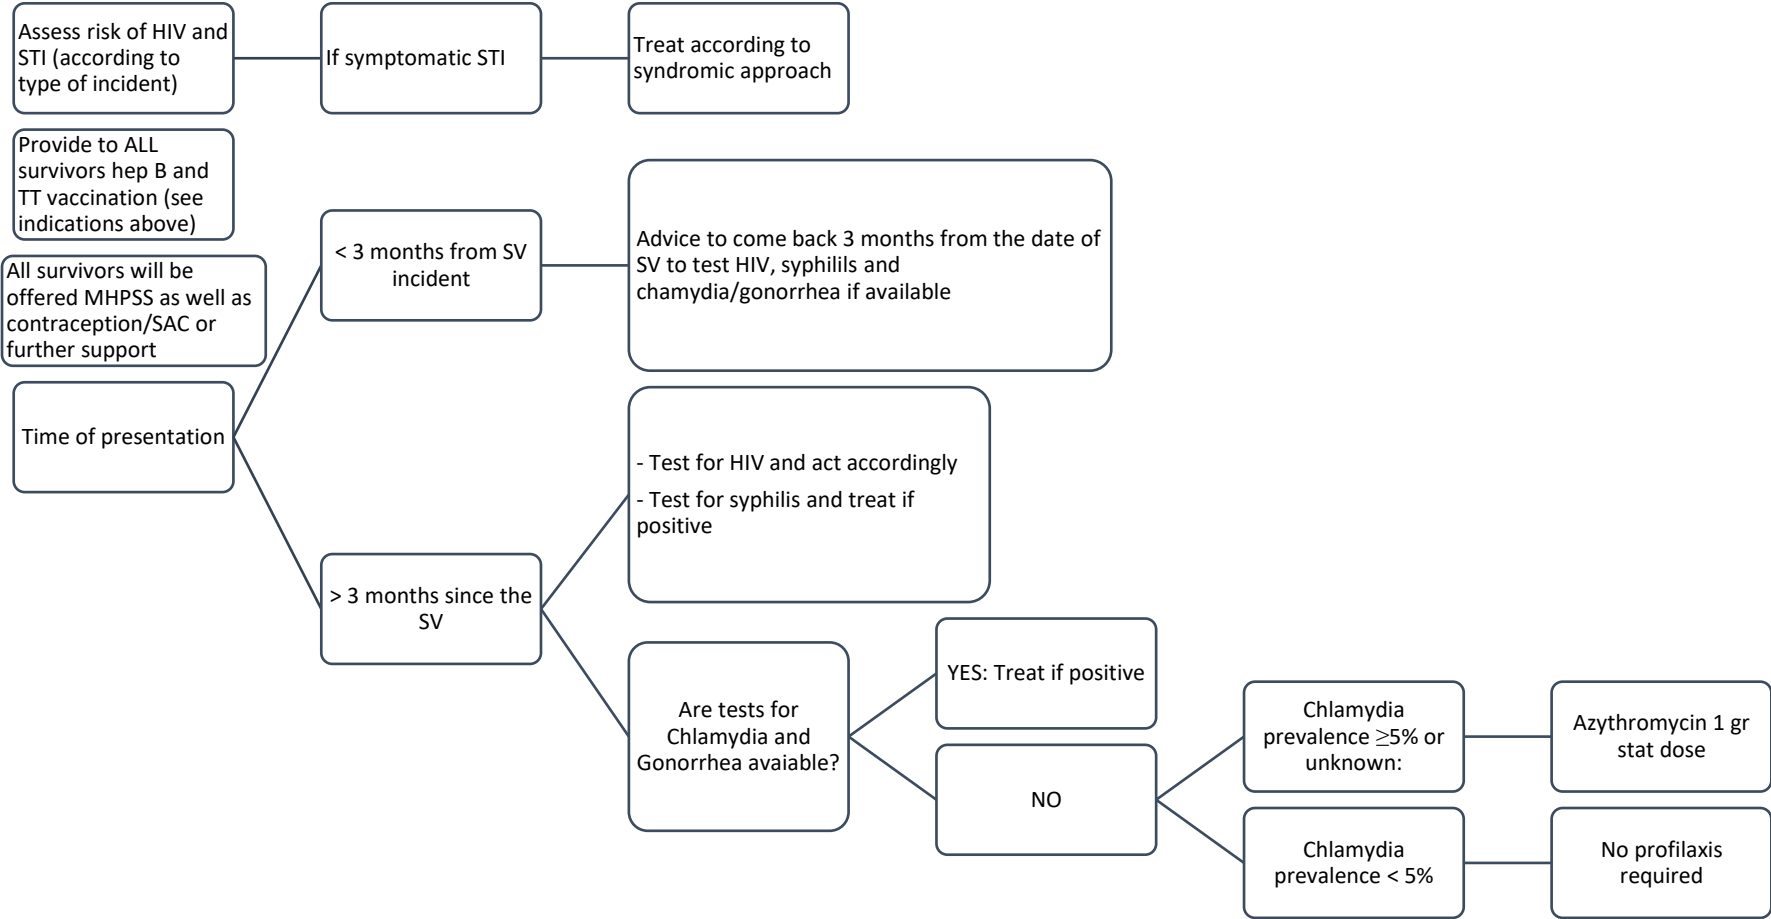 Assess risk of HIV and
STI (according to
type of incident)
If symptomatic STI
Treat according to
syndromic approach
Provide to ALL
survivors hep B and
TT vaccination (see
indications above)
All survivors will be
offered MHPSS as well as
contraception/SAC or
further support
Time of presentation
< 3 months from SV
incident
Advice to come back 3 months from the date of
SV to test HIV, syphilils and
chamydia/gonorrhea if available
> 3 months since the
SV
- Test for HIV and act accordingly
- Test for syphilis and treat if
positive
Are tests for
Chlamydia and
Gonorrhea avaiable?
YES: Treat if positive
NO
Chlamydia
prevalence ≥5% or
unknown:
Azythromycin 1 gr
stat dose
Chlamydia
prevalence < 5%
No profilaxis
required